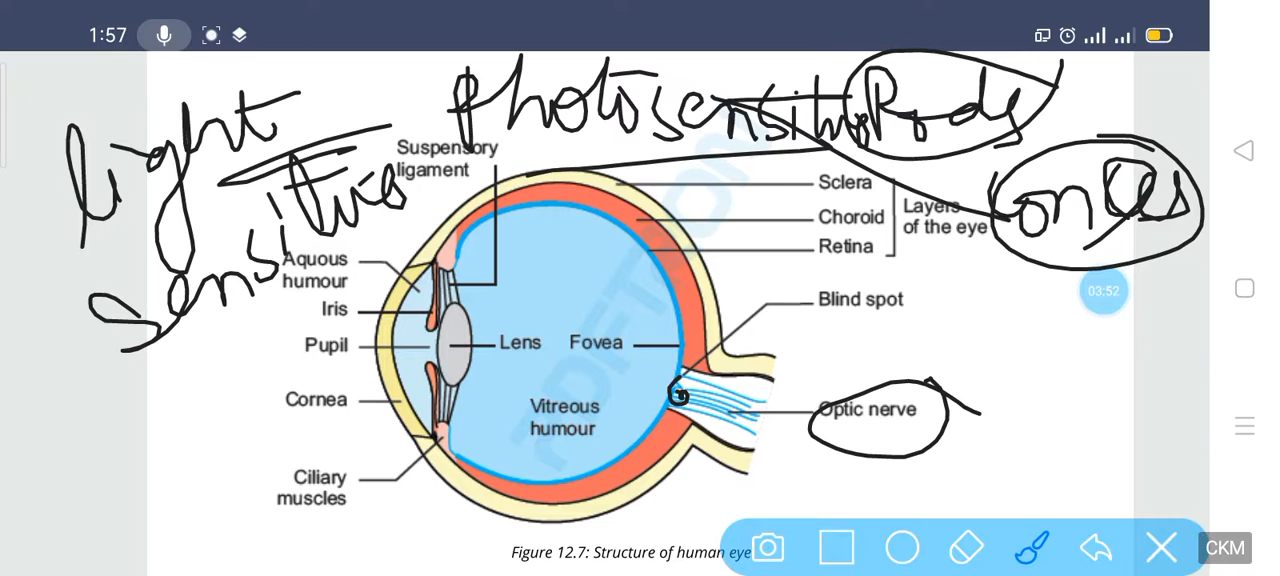 1:57
photosensitive Rods
light
sensitive
Cones
Suspensory
ligament
Sclera
Choroid
Retina
Layers
of the eye
Aquous
humour
Iris
Pupil
Cornea
Ciliary
muscles
Lens
Fovea
Vitreous
humour
Blind spot
Optic nerve
03:52
Figure 12.7: Structure of human eye
CKM